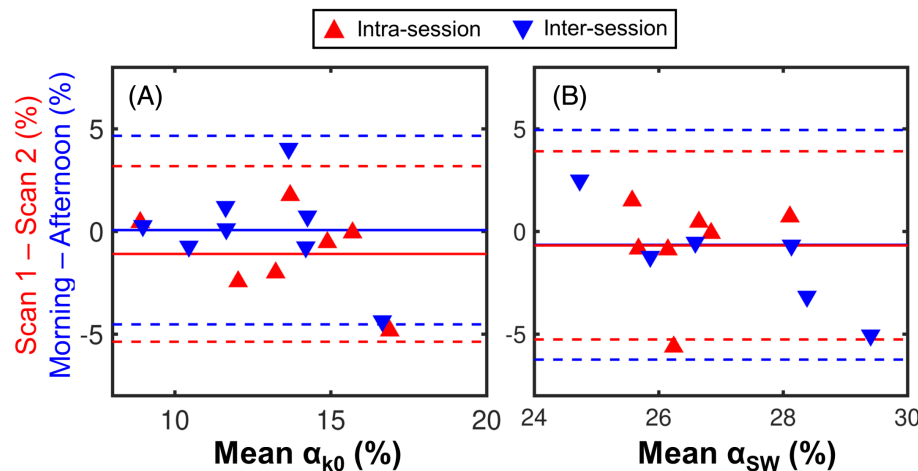 Intra-session Inter-session
Scan 1 – Scan 2 (%)
Morning – Afternoon (%)
(A)
5
0
-5
10 15 20
Mean αk0 (%)
(B)
5
0
-5
24 26 28 30
Mean αSW (%)